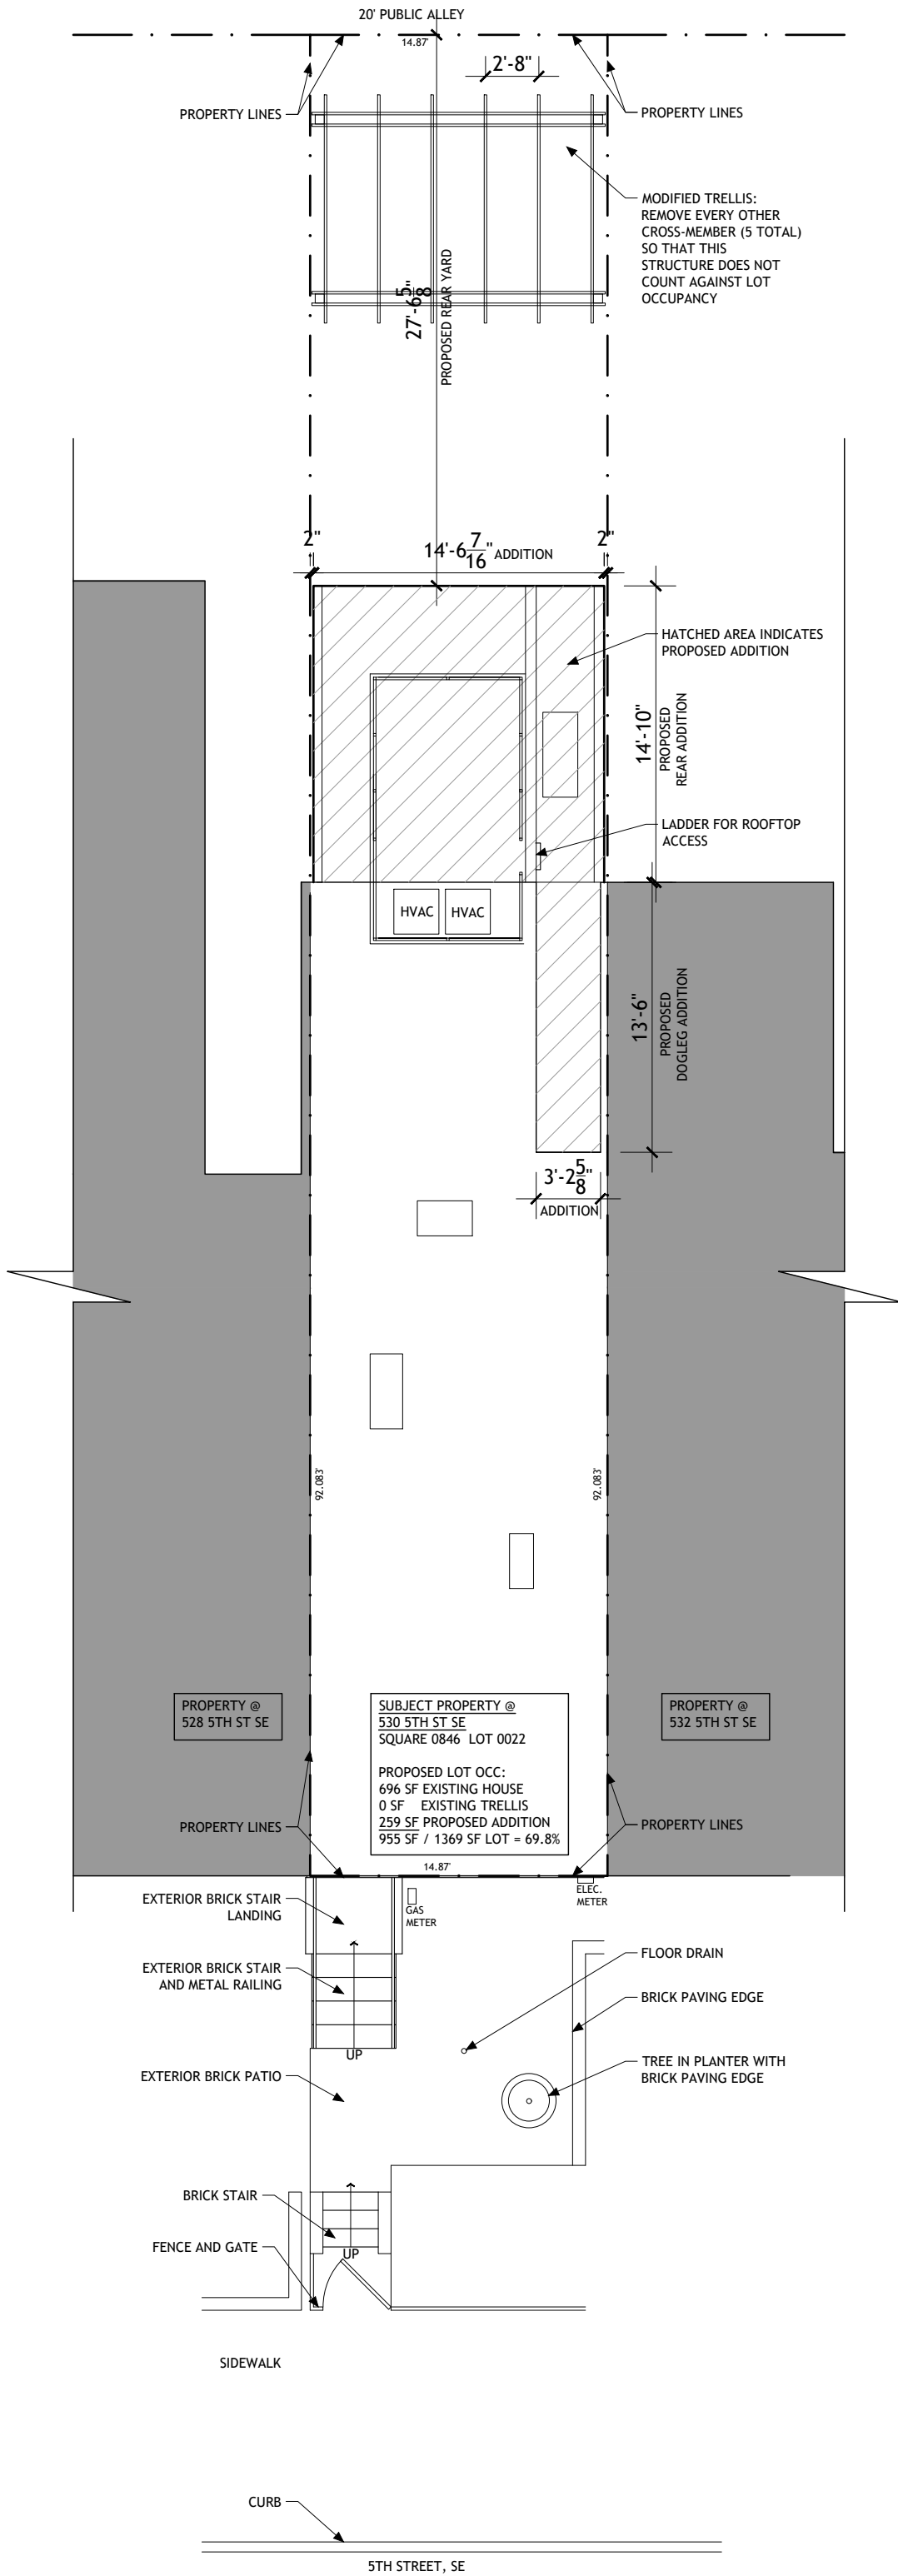 20' PUBLIC ALLEY
14.87'
2'-8"
PROPERTY LINES
PROPERTY LINES
MODIFIED TRELLIS:
REMOVE EVERY OTHER
CROSS-MEMBER (5 TOTAL)
SO THAT THIS
STRUCTURE DOES NOT
COUNT AGAINST LOT
OCCUPANCY
27'-6 5/8"
PROPOSED REAR YARD
2"
14'-6 7/16" ADDITION
2"
HATCHED AREA INDICATES
PROPOSED ADDITION
14'-10"
PROPOSED
REAR ADDITION
LADDER FOR ROOFTOP
ACCESS
HVAC
HVAC
13'-6"
PROPOSED
DOGLEG ADDITION
3'-2 5/8"
ADDITION
92.083'
92.083'
PROPERTY @
528 5TH ST SE
SUBJECT PROPERTY @
530 5TH ST SE
SQUARE 0846 LOT 0022
PROPOSED LOT OCC:
696 SF EXISTING HOUSE
0 SF EXISTING TRELLIS
259 SF PROPOSED ADDITION
955 SF / 1369 SF LOT = 69.8%
PROPERTY @
532 5TH ST SE
PROPERTY LINES
PROPERTY LINES
14.87'
EXTERIOR BRICK STAIR
LANDING
GAS
METER
ELEC.
METER
EXTERIOR BRICK STAIR
AND METAL RAILING
UP
FLOOR DRAIN
BRICK PAVING EDGE
EXTERIOR BRICK PATIO
TREE IN PLANTER WITH
BRICK PAVING EDGE
BRICK STAIR
FENCE AND GATE
UP
SIDEWALK
CURB
5TH STREET, SE